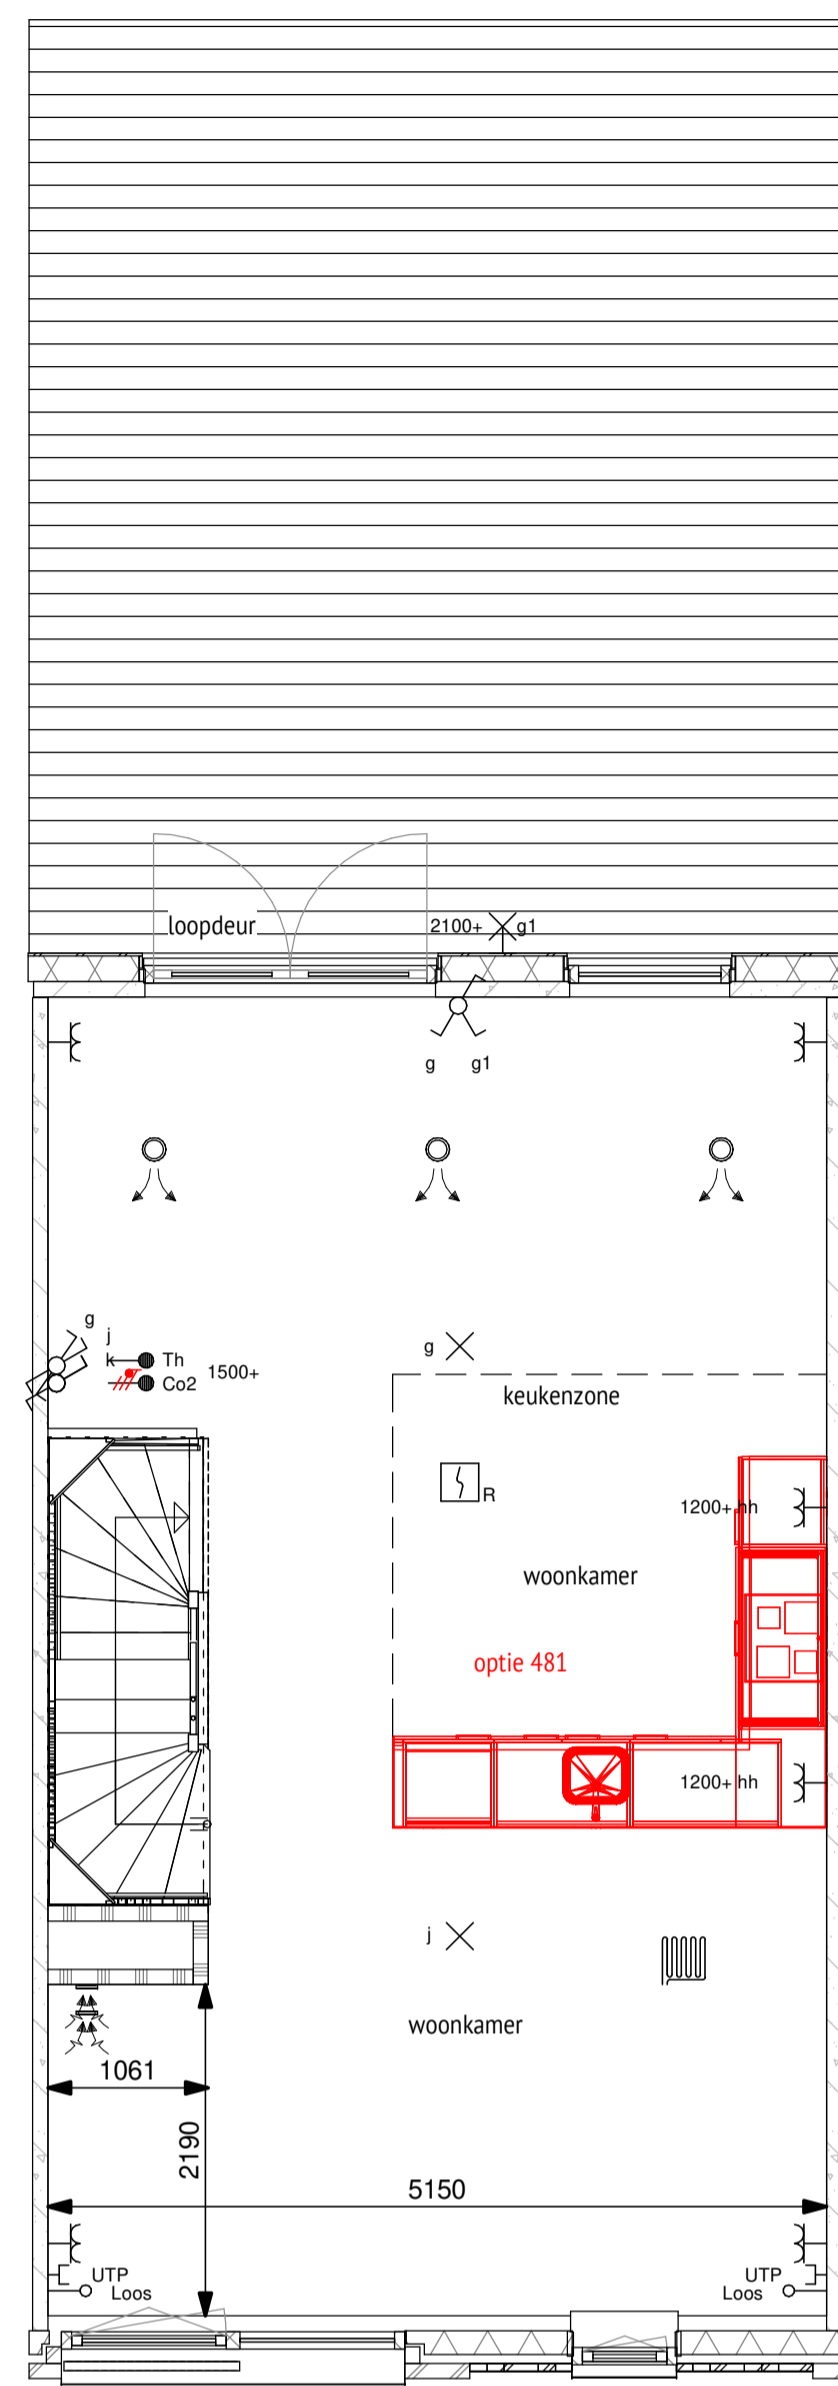 loopdeur
2100+ g1
g g1
g
j
k Th
Co2 1500+
g
keukenzone
R
1200+ hh
woonkamer
optie 481
1200+ hh
j
woonkamer
1061
2190
5150
UTP UTP
Loos Loos